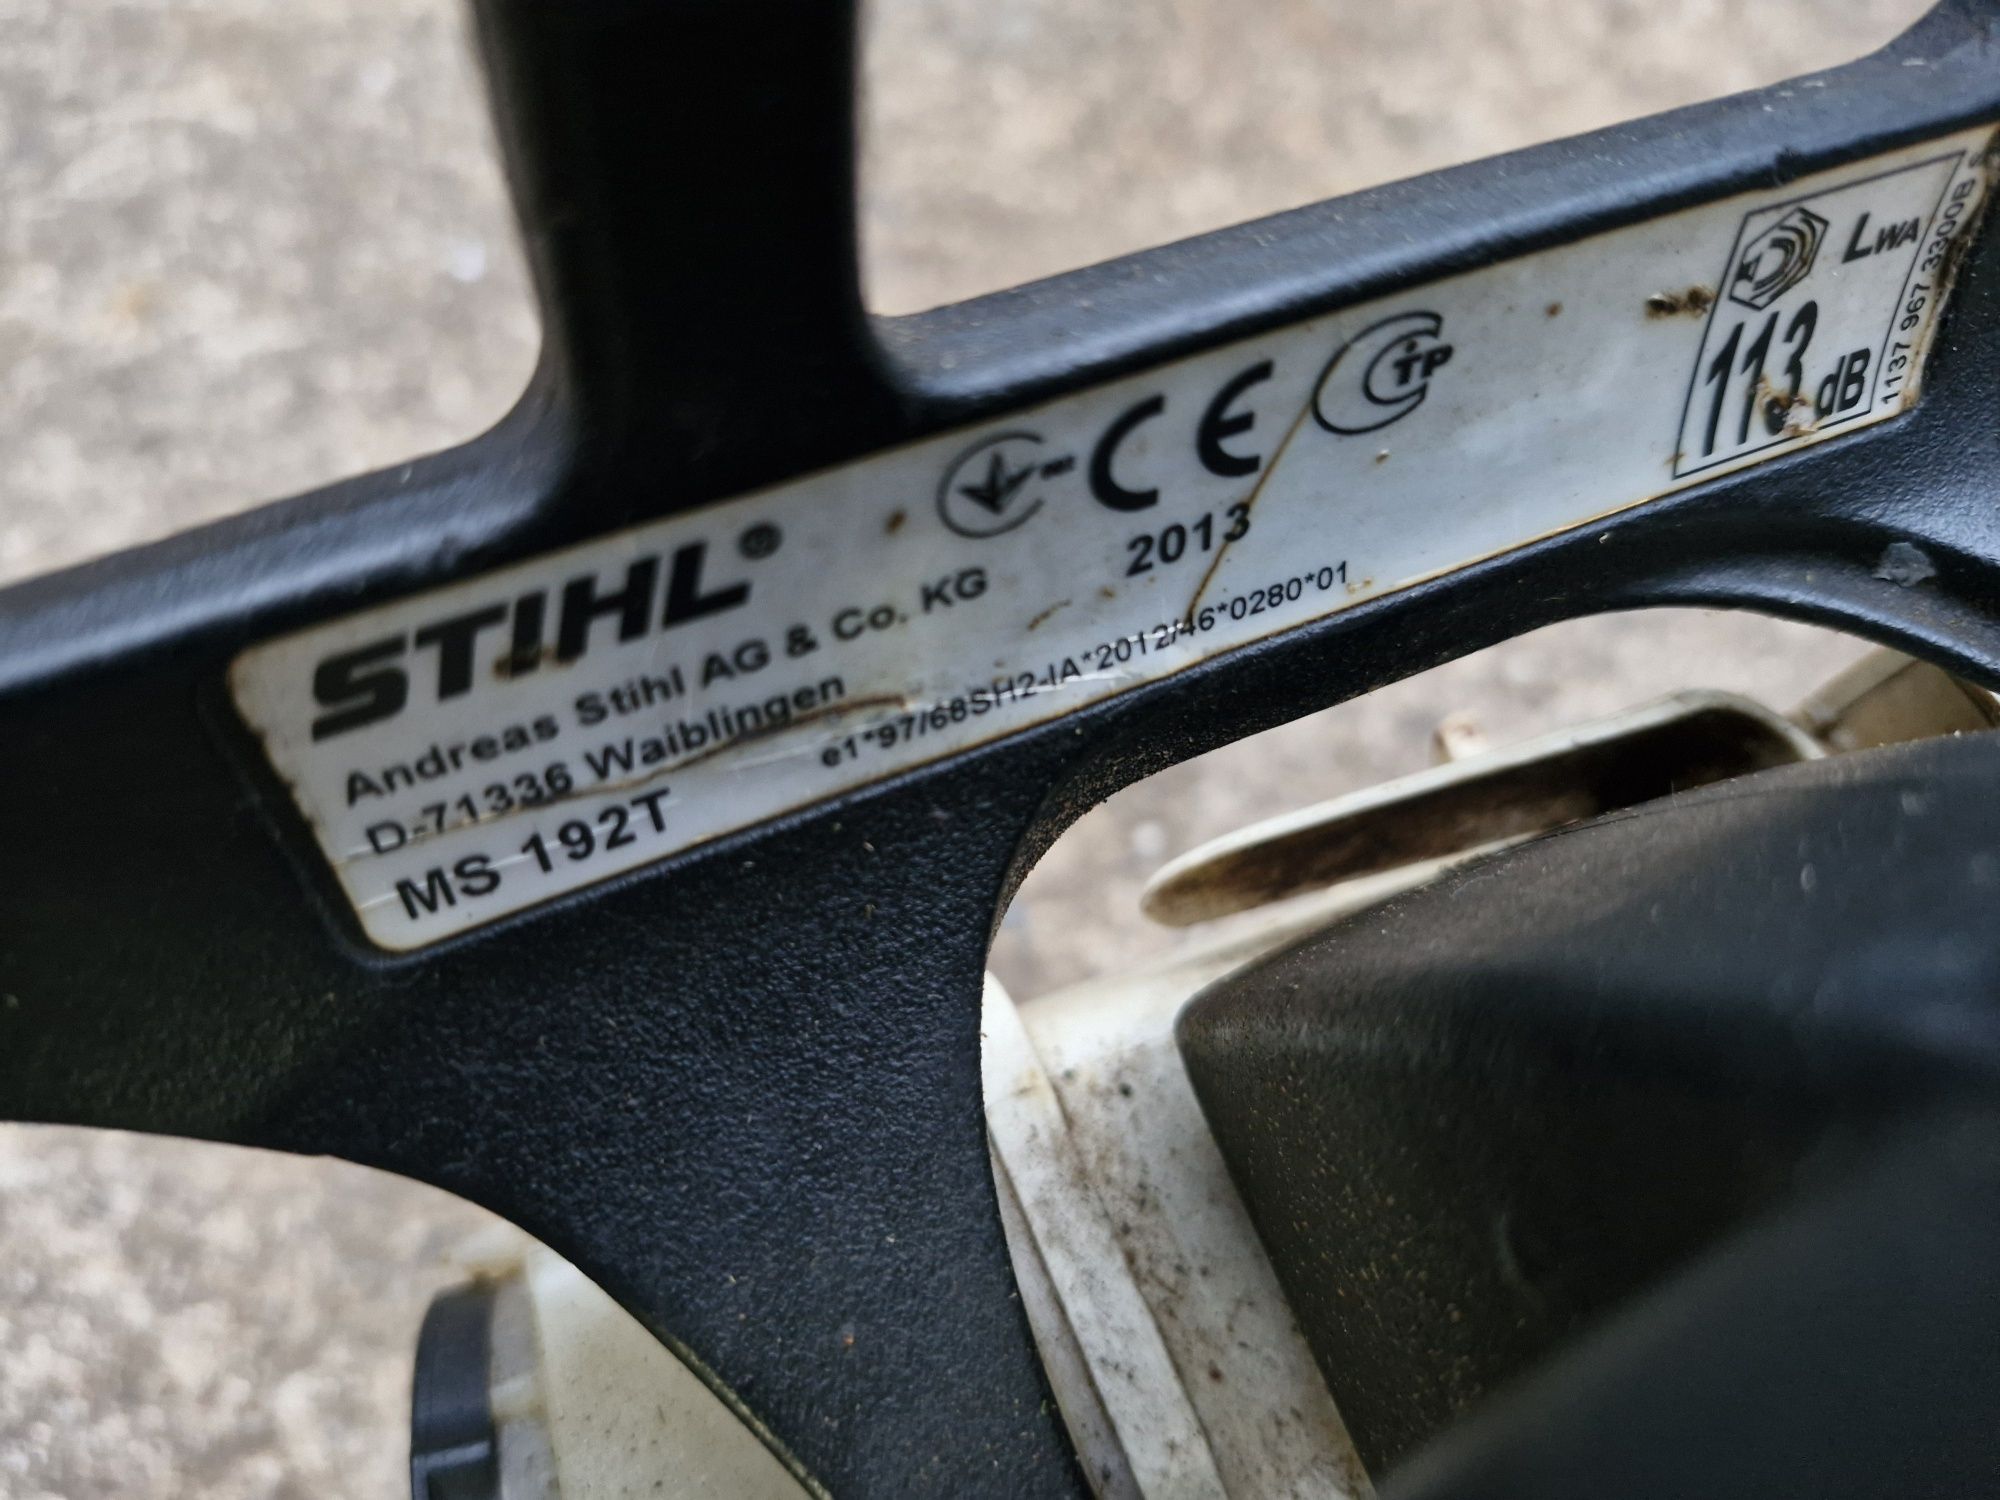 STIHL®
Andreas Stihl AG & Co. KG
D-71336 Waiblingen
MS 192T
CE
2013
e1*97/68SH2-IA*2012/46*0280*01
LWA
113 dB
1137 967 3300B